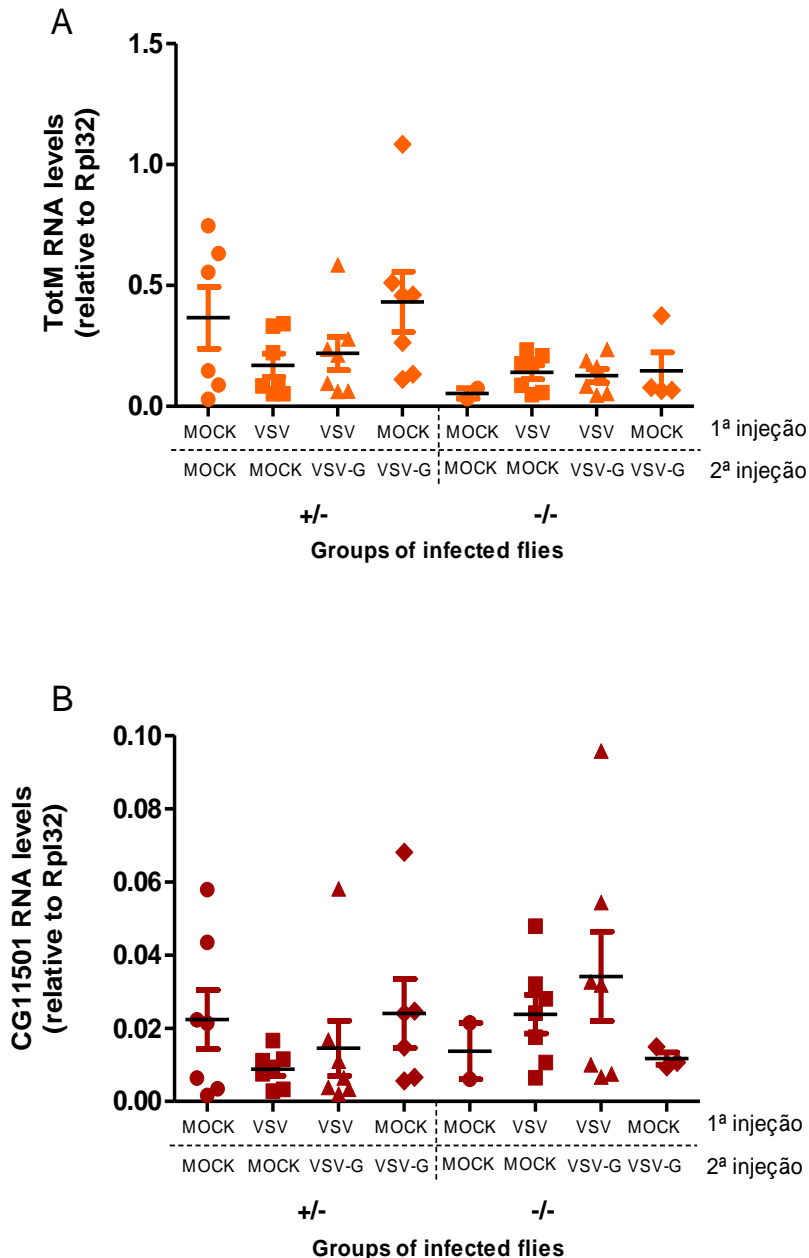 A
TotM RNA levels
(relative to Rpl32)
1.5
1.0
0.5
0.0
MOCK VSV VSV MOCK MOCK VSV VSV MOCK 1ª injeção
MOCK MOCK VSV-G VSV-G MOCK MOCK VSV-G VSV-G 2ª injeção
+/- -/-
Groups of infected flies
B
CG11501 RNA levels
(relative to Rpl32)
0.10
0.08
0.06
0.04
0.02
0.00
MOCK VSV VSV MOCK MOCK VSV VSV MOCK 1ª injeção
MOCK MOCK VSV-G VSV-G MOCK MOCK VSV-G VSV-G 2ª injeção
+/- -/-
Groups of infected flies